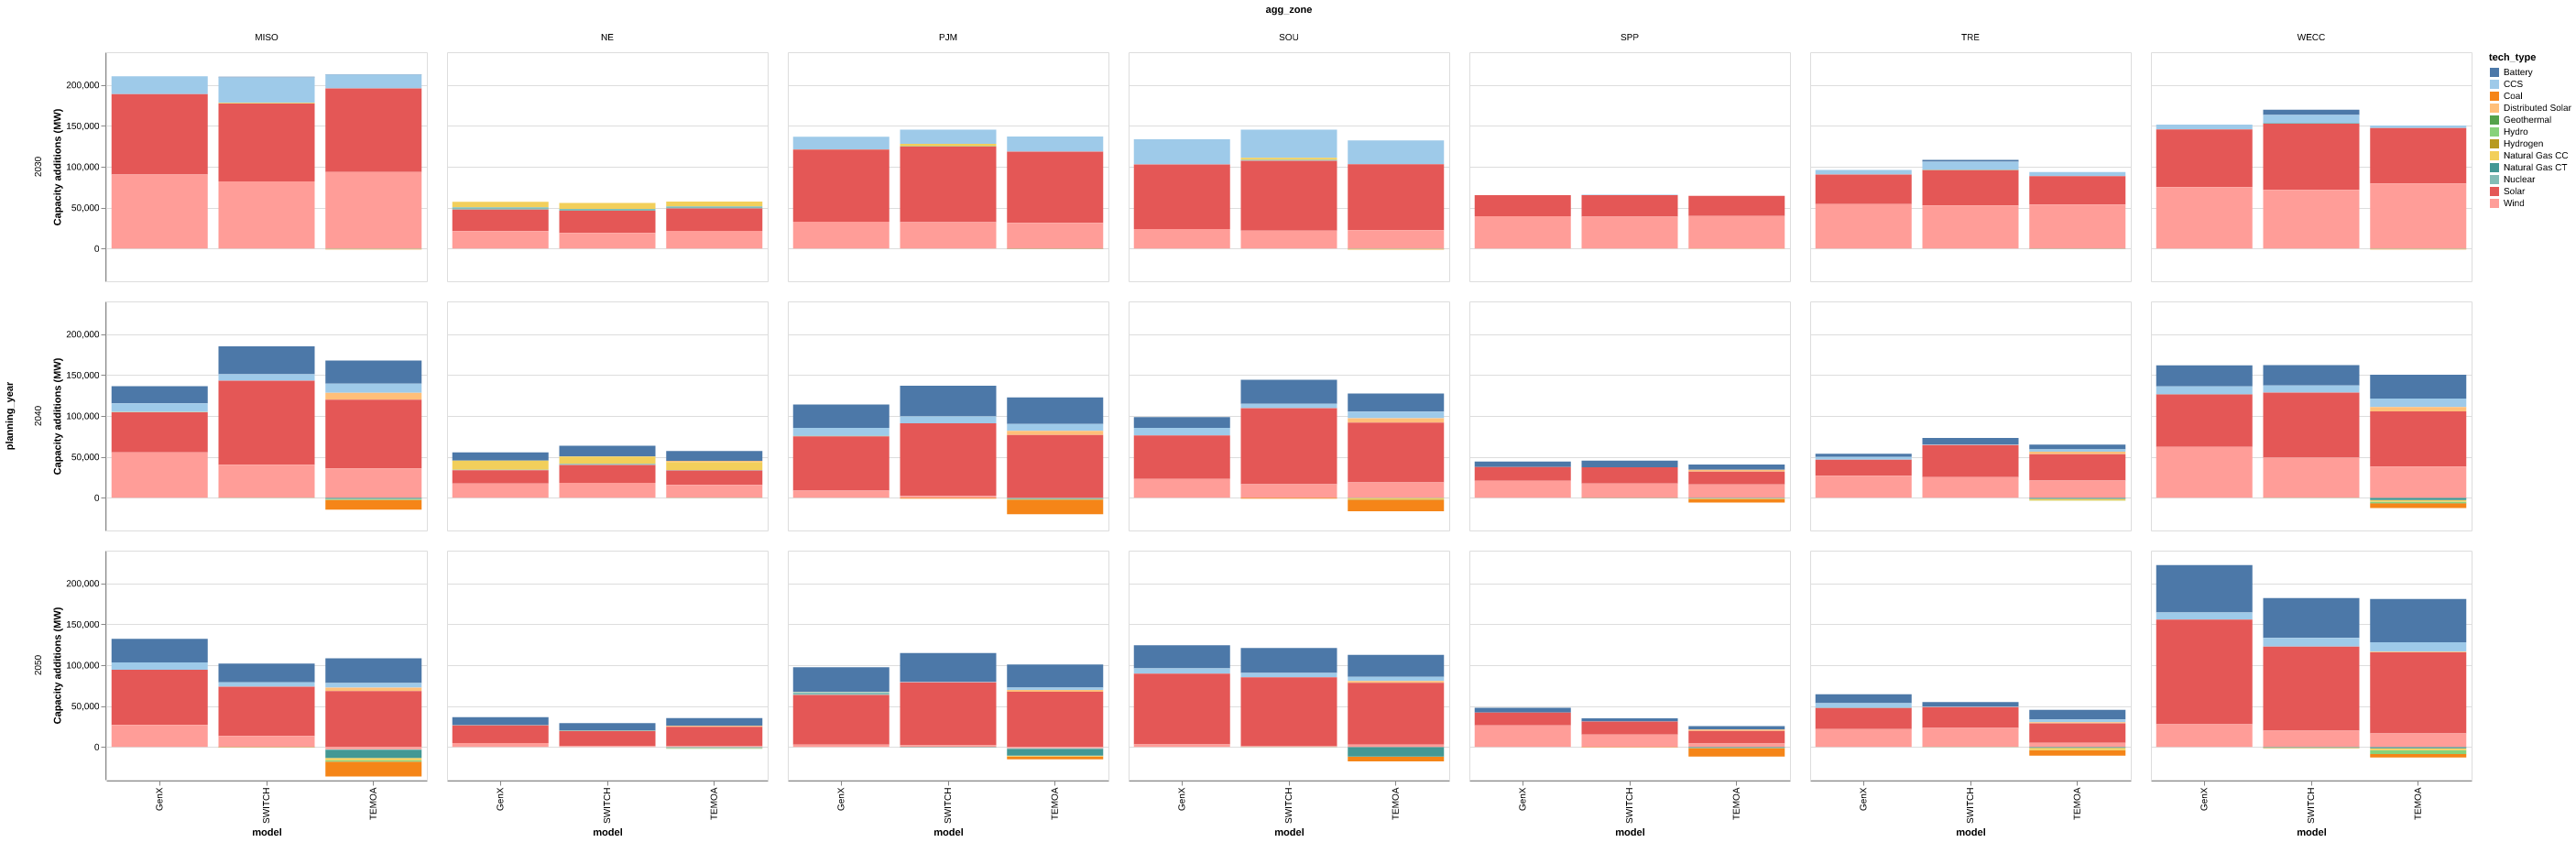 agg_zone
MISO NE PJM SOU SPP TRE WECC
tech_type
Battery
CCS
Coal
Distributed Solar
Geothermal
Hydro
Hydrogen
Natural Gas CC
Natural Gas CT
Nuclear
Solar
Wind
planning_year
2030
Capacity additions (MW)
200,000
150,000
100,000
50,000
0
2040
Capacity additions (MW)
200,000
150,000
100,000
50,000
0
2050
Capacity additions (MW)
200,000
150,000
100,000
50,000
0
GenX SWITCH TEMOA GenX SWITCH TEMOA GenX SWITCH TEMOA GenX SWITCH TEMOA GenX SWITCH TEMOA GenX SWITCH TEMOA GenX SWITCH TEMOA
model model model model model model model